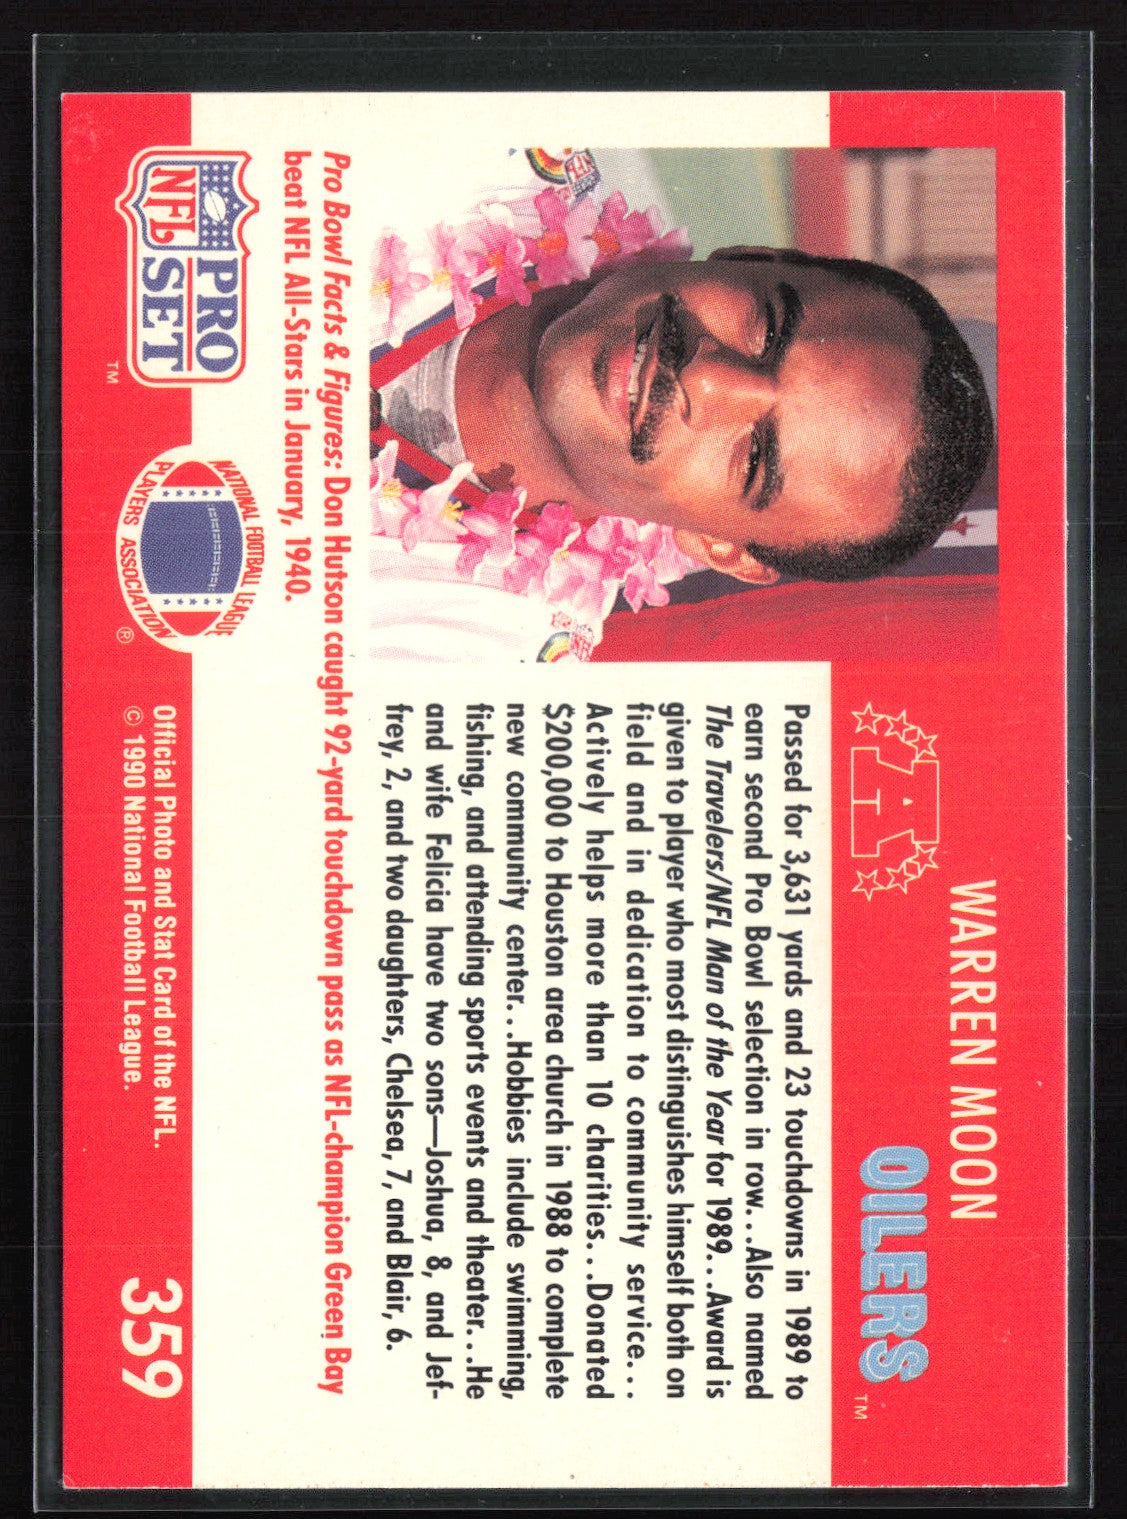 WARREN MOON
A
OILERS
TM
Passed for 3,631 yards and 23 touchdowns in 1989 to
earn second Pro Bowl selection in row...Also named
The Travelers/NFL Man of the Year for 1989...Award is
given to player who most distinguishes himself both on
field and in dedication to community service...
Actively helps more than 10 charities...Donated
$200,000 to Houston area church in 1988 to complete
new community center...Hobbies include swimming,
fishing, and attending sports events and theater...He
and wife Felicia have two sons—Joshua, 8, and Jef-
frey, 2, and two daughters, Chelsea, 7, and Blair, 6.
Pro Bowl Facts & Figures: Don Hutson caught 92-yard touchdown pass as NFL-champion Green Bay
beat NFL All-Stars in January, 1940.
NFL
PRO
SET
TM
NATIONAL FOOTBALL LEAGUE
PLAYERS ASSOCIATION
®
Official Photo and Stat Card of the NFL.
© 1990 National Football League.
359